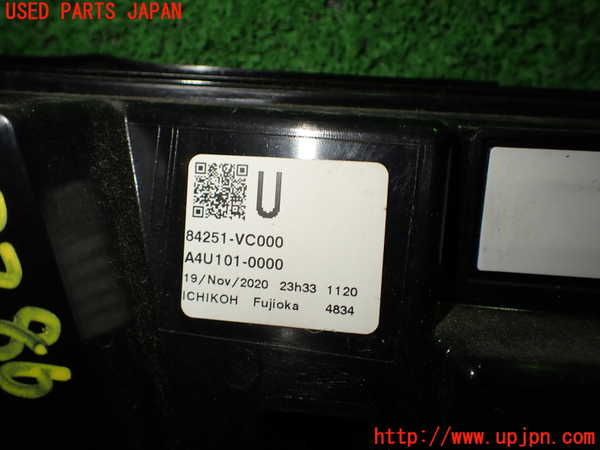 USED PARTS JAPAN
U
84251-VC000
A4U101-0000
19/Nov/2020 23h33 1120
ICHIKOH Fujioka 4834
http://www.upjpn.com/